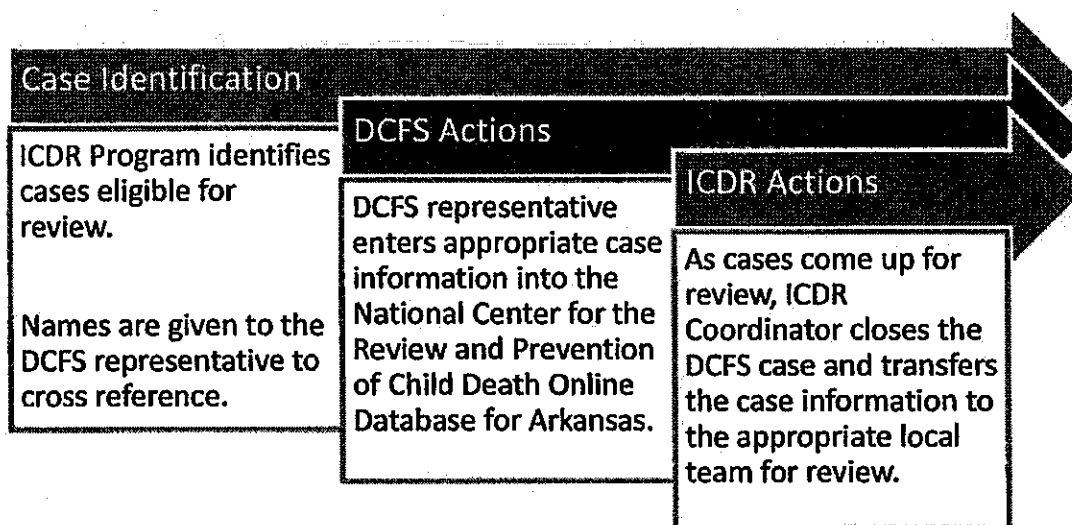 Case Identification
ICDR Program identifies
cases eligible for
review.
Names are given to the
DCFS representative to
cross reference.
DCFS Actions
DCFS representative
enters appropriate case
information into the
National Center for the
Review and Prevention
of Child Death Online
Database for Arkansas.
ICDR Actions
As cases come up for
review, ICDR
Coordinator closes the
DCFS case and transfers
the case information to
the appropriate local
team for review.